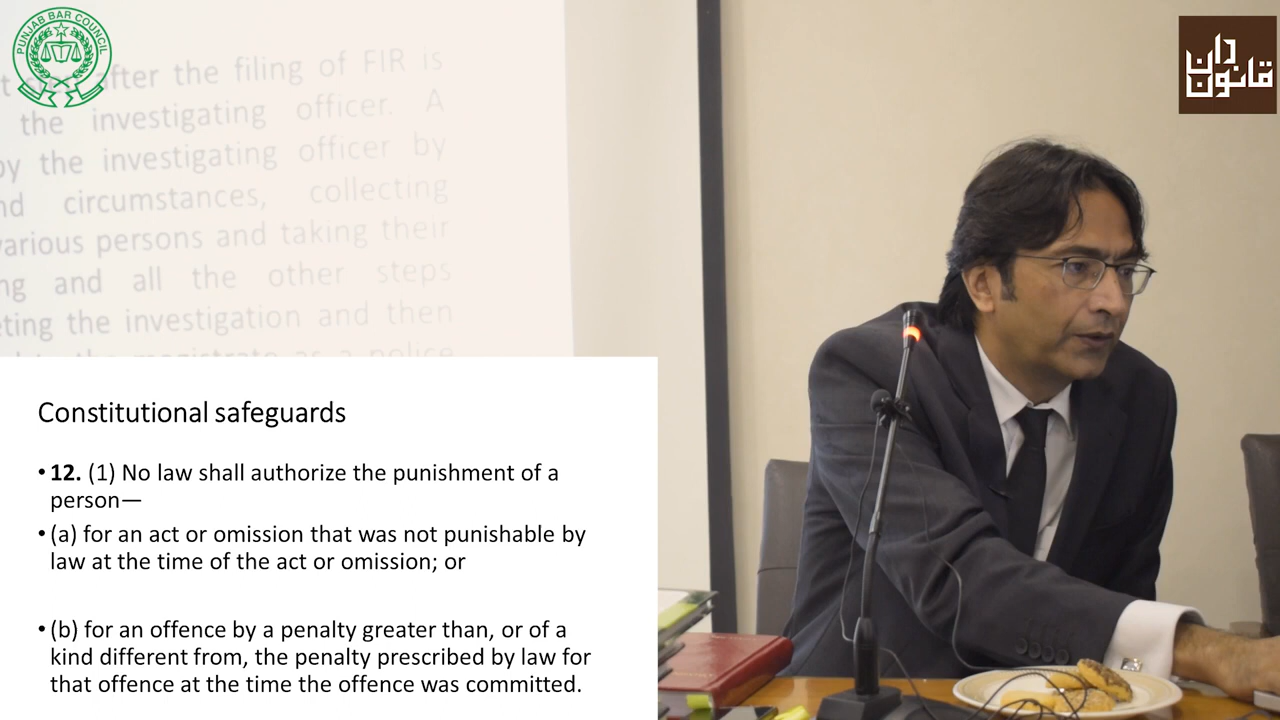 PUNJAB BAR COUNCIL
قانون دان
after the filing of FIR is
the investigating officer. A
by the investigating officer by
circumstances, collecting
various persons and taking their
and all the other steps
the investigation and then
magistrate as a police
Constitutional safeguards
• 12. (1) No law shall authorize the punishment of a
person—
• (a) for an act or omission that was not punishable by
law at the time of the act or omission; or
• (b) for an offence by a penalty greater than, or of a
kind different from, the penalty prescribed by law for
that offence at the time the offence was committed.